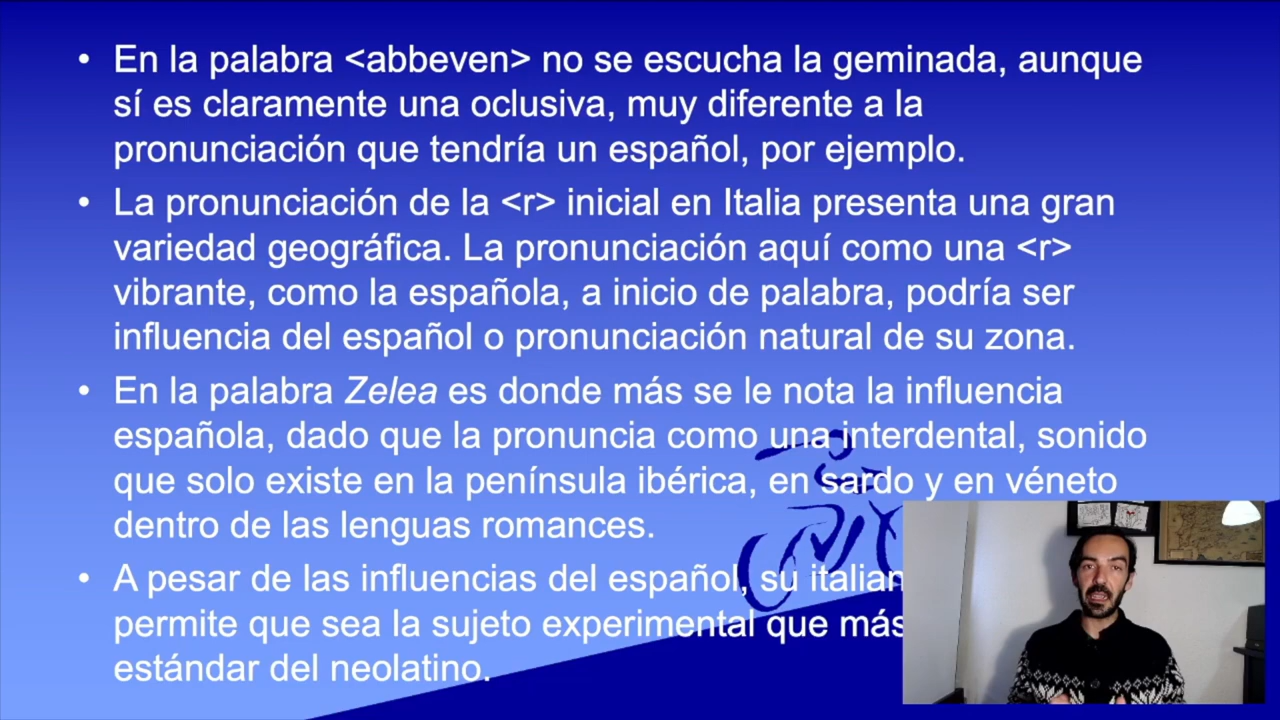 • En la palabra <abbeven> no se escucha la geminada, aunque
sí es claramente una oclusiva, muy diferente a la
pronunciación que tendría un español, por ejemplo.
• La pronunciación de la <r> inicial en Italia presenta una gran
variedad geográfica. La pronunciación aquí como una <r>
vibrante, como la española, a inicio de palabra, podría ser
influencia del español o pronunciación natural de su zona.
• En la palabra Zelea es donde más se le nota la influencia
española, dado que la pronuncia como una interdental, sonido
que solo existe en la península ibérica, en sardo y en véneto
dentro de las lenguas romances.
• A pesar de las influencias del español, su italian
permite que sea a sujeto experimental que más
estándar del neolatino.